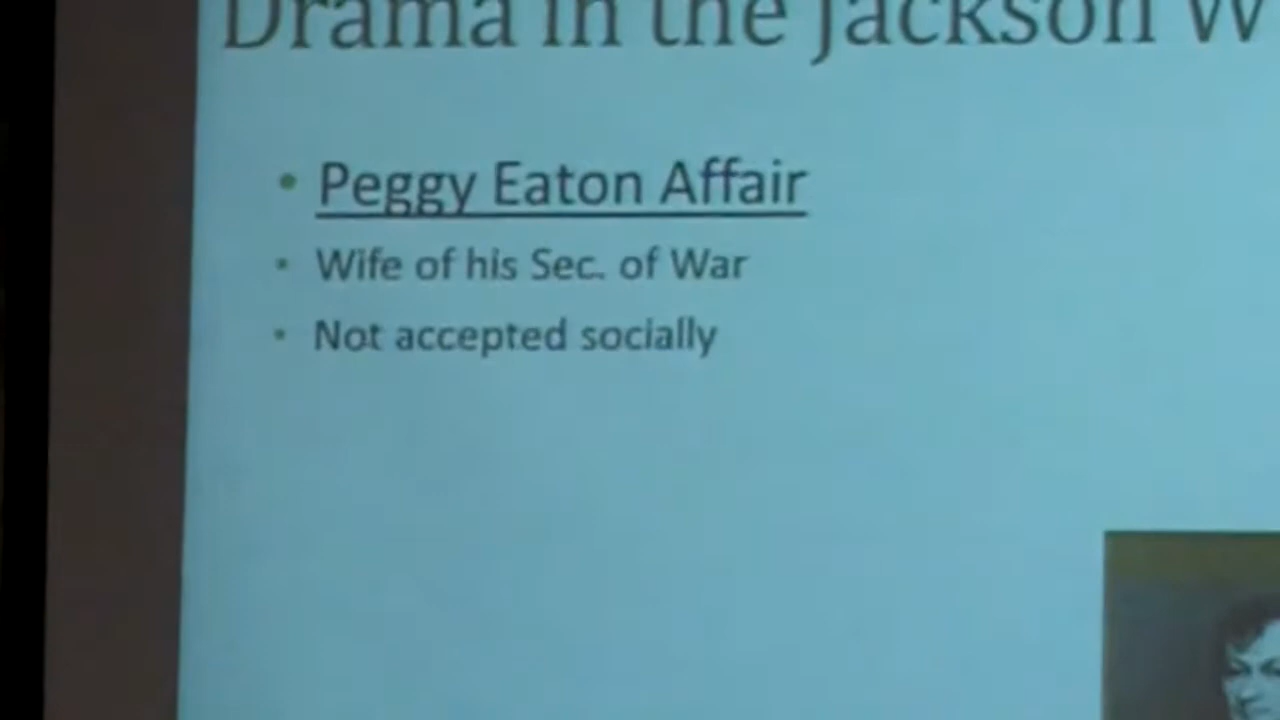 Drama in the Jackson W
• Peggy Eaton Affair
• Wife of his Sec. of War
• Not accepted socially